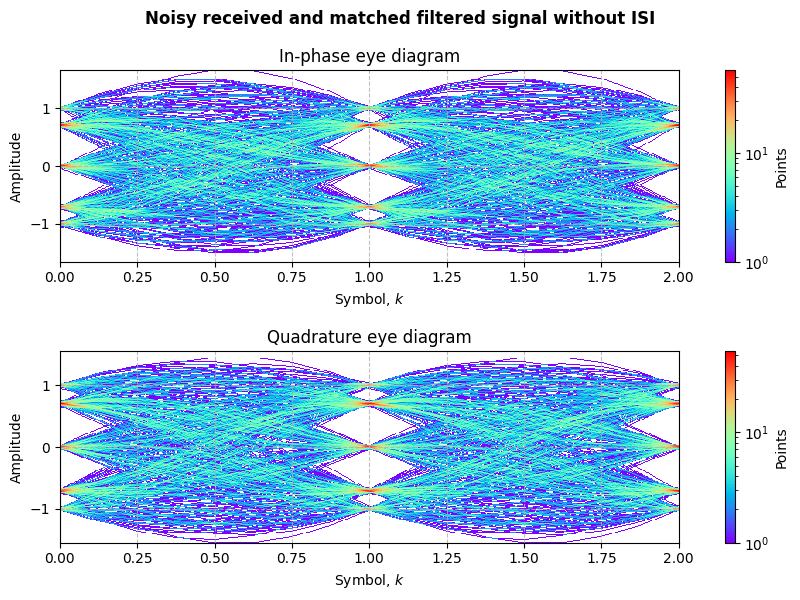 Noisy received and matched filtered signal without ISI
In-phase eye diagram
Amplitude
1
0
−1
0.00 0.25 0.50 0.75 1.00 1.25 1.50 1.75 2.00
Symbol, k
10¹
10⁰
Points
Quadrature eye diagram
Amplitude
1
0
−1
0.00 0.25 0.50 0.75 1.00 1.25 1.50 1.75 2.00
Symbol, k
10¹
10⁰
Points